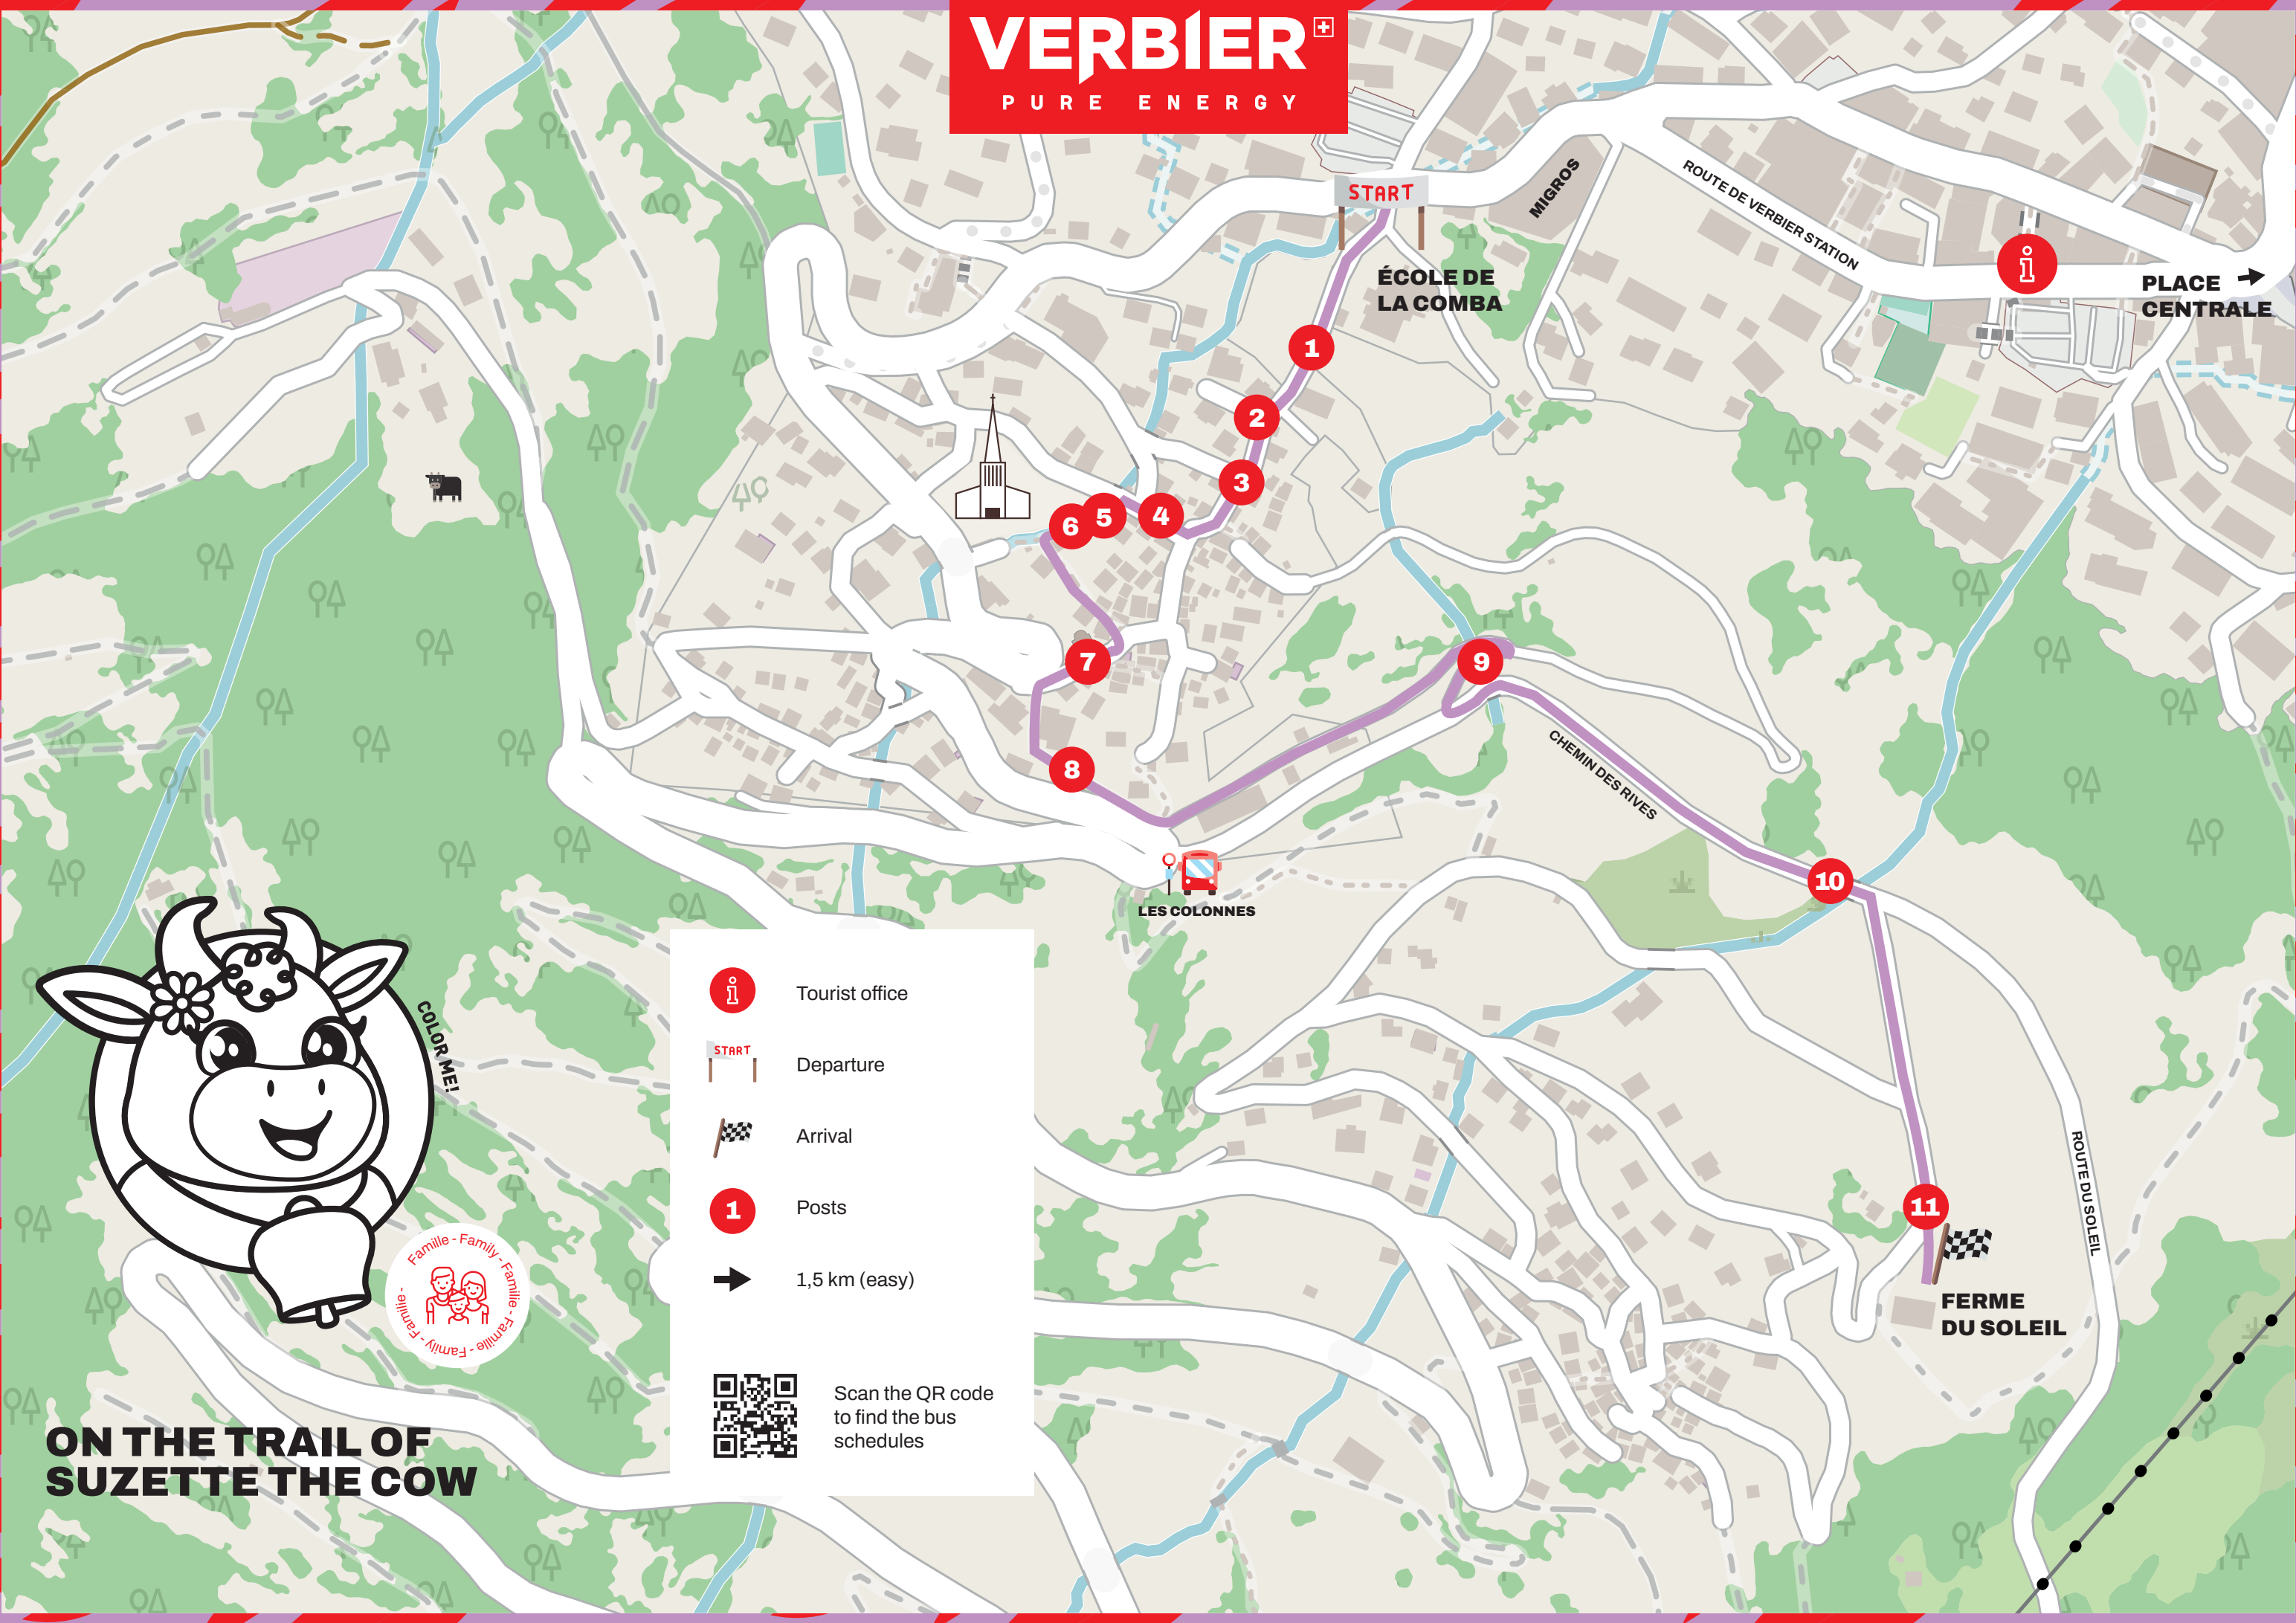 VERBIER
PURE ENERGY
START
MIGROS
ROUTE DE VERBIER STATION
i
PLACE
CENTRALE
ÉCOLE DE
LA COMBA
1
2
3
4
5
6
7
8
9
CHEMIN DES RIVES
10
LES COLONNES
11
ROUTE DU SOLEIL
FERME
DU SOLEIL
COLOR ME!
i Tourist office
START Departure
Arrival
1 Posts
1,5 km (easy)
Scan the QR code
to find the bus
schedules
Famille - Family - Familie - Famille - Family - Familie -
ON THE TRAIL OF
SUZETTE THE COW